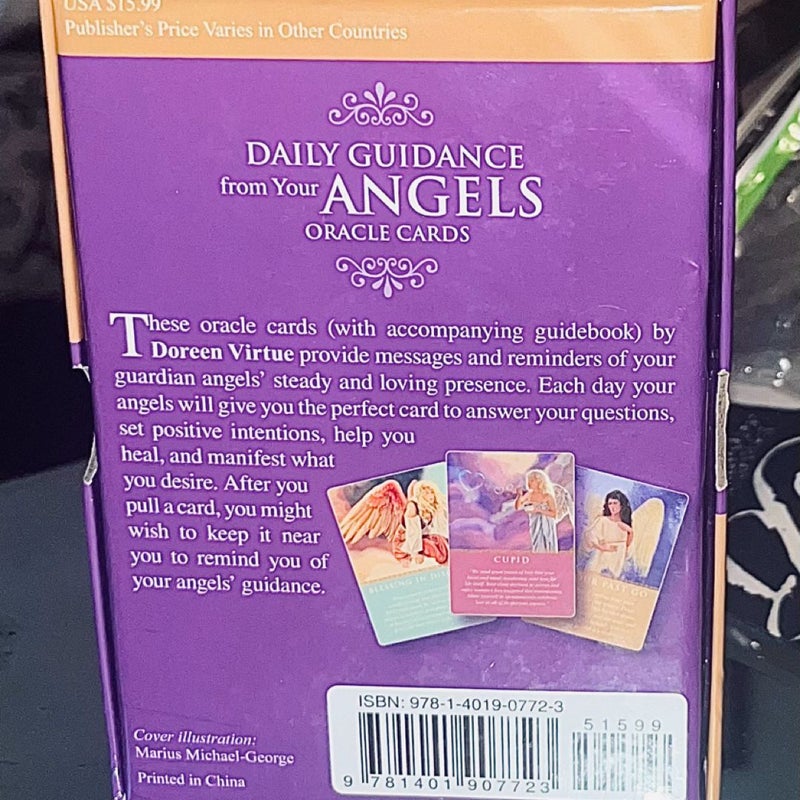 USA $15.99
Publisher's Price Varies in Other Countries
DAILY GUIDANCE
from Your ANGELS
ORACLE CARDS
These oracle cards (with accompanying guidebook) by
Doreen Virtue provide messages and reminders of your
guardian angels' steady and loving presence. Each day your
angels will give you the perfect card to answer your questions,
set positive intentions, help you
heal, and manifest what
you desire. After you
pull a card, you might
wish to keep it near
you to remind you of
your angels' guidance.
CUPID
BLESSING IN
PAST GO
ISBN: 978-1-4019-0772-3
51599
9 781401 907723
Cover illustration:
Marius Michael-George
Printed in China